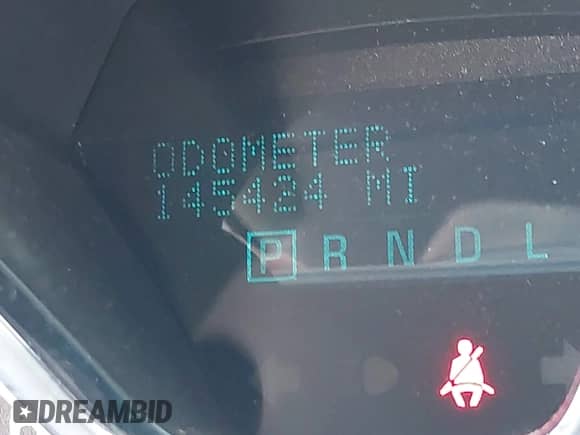 ODOMETER
145424 MI
P R N D L
DREAMBID